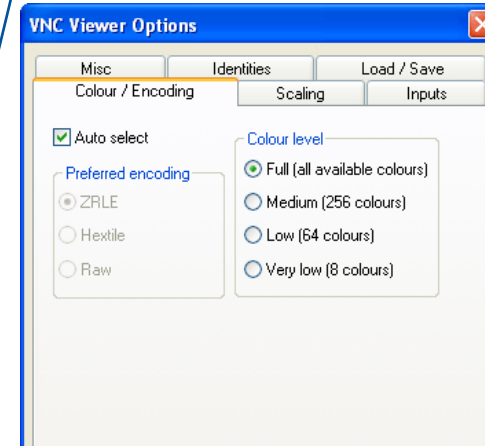 VNC Viewer Options
Misc Identities Load / Save
Colour / Encoding Scaling Inputs
Auto select
Preferred encoding
ZRLE
Hextile
Raw
Colour level
Full (all available colours)
Medium (256 colours)
Low (64 colours)
Very low (8 colours)